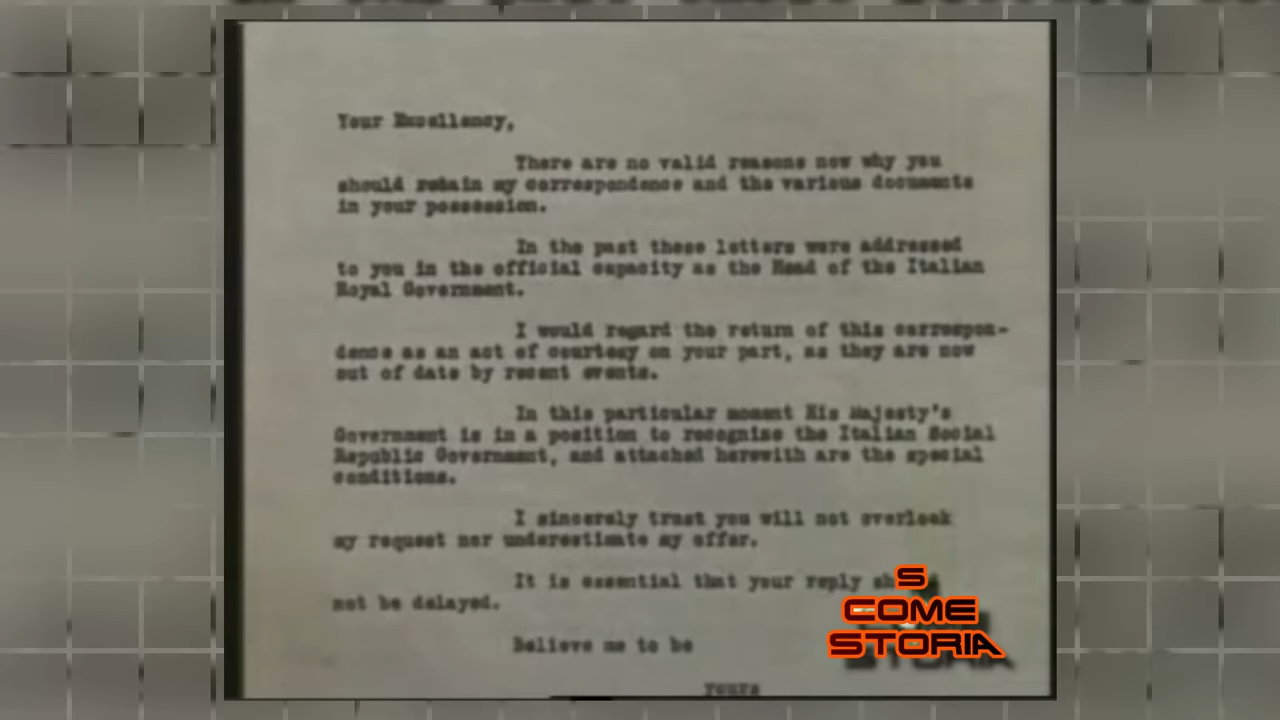 Your Excellency,
There are no valid reasons now why you
should retain my correspondence and the various documents
in your possession.
In the past these letters were addressed
to you in the official capacity as the Head of the Italian
Royal Government.
I would regard the return of this correspon-
dence as an act of courtesy on your part, as they are now
out of date by recent events.
In this particular moment His Majesty's
Government is in a position to recognise the Italian Social
Republic Government, and attached herewith are the special
conditions.
I sincerely trust you will not overlook
my request nor underestimate my offer.
It is essential that your reply
not be delayed.
Believe me to be
yours
S
COME
STORIA